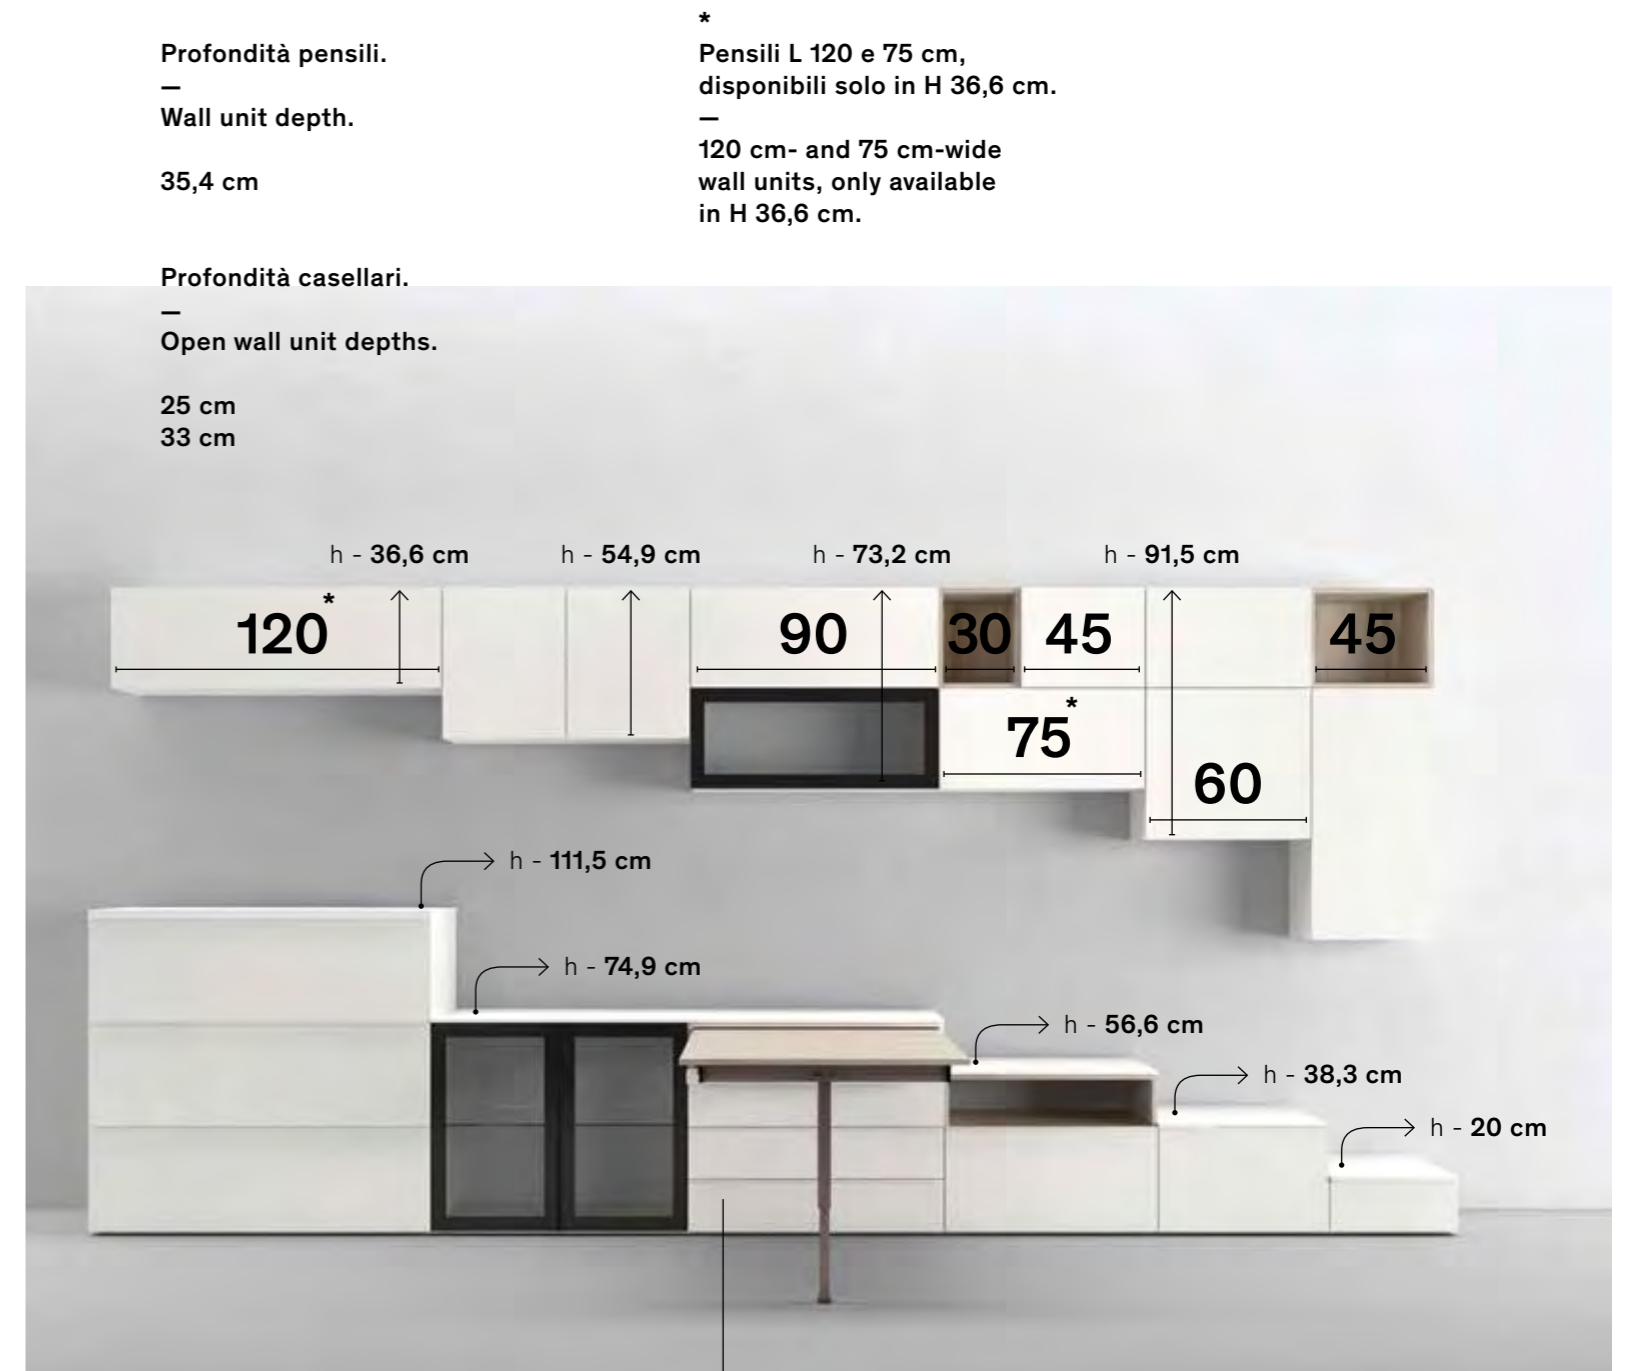 Profondità pensili.
—
Wall unit depth.
35,4 cm
Profondità casellari.
—
Open wall unit depths.
25 cm
33 cm
*
Pensili L 120 e 75 cm,
disponibili solo in H 36,6 cm.
—
120 cm- and 75 cm-wide
wall units, only available
in H 36,6 cm.
h - 36,6 cm
h - 54,9 cm
h - 73,2 cm
h - 91,5 cm
120*
90
30
45
45
75*
60
h - 111,5 cm
h - 74,9 cm
h - 56,6 cm
h - 38,3 cm
h - 20 cm